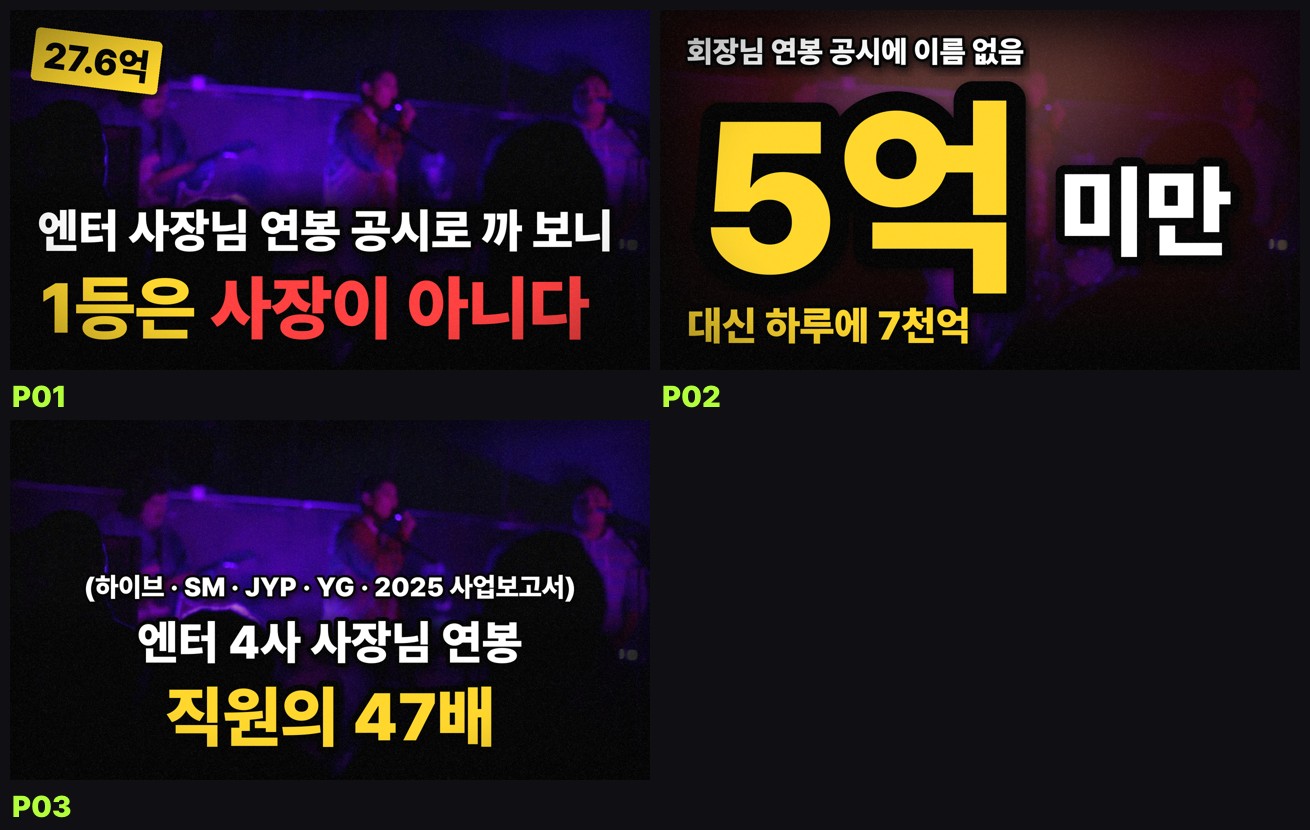 27.6억
엔터 사장님 연봉 공시로 까 보니
1등은 사장이 아니다
P01
회장님 연봉 공시에 이름 없음
5억 미만
대신 하루에 7천억
P02
(하이브 · SM · JYP · YG · 2025 사업보고서)
엔터 4사 사장님 연봉
직원의 47배
P03